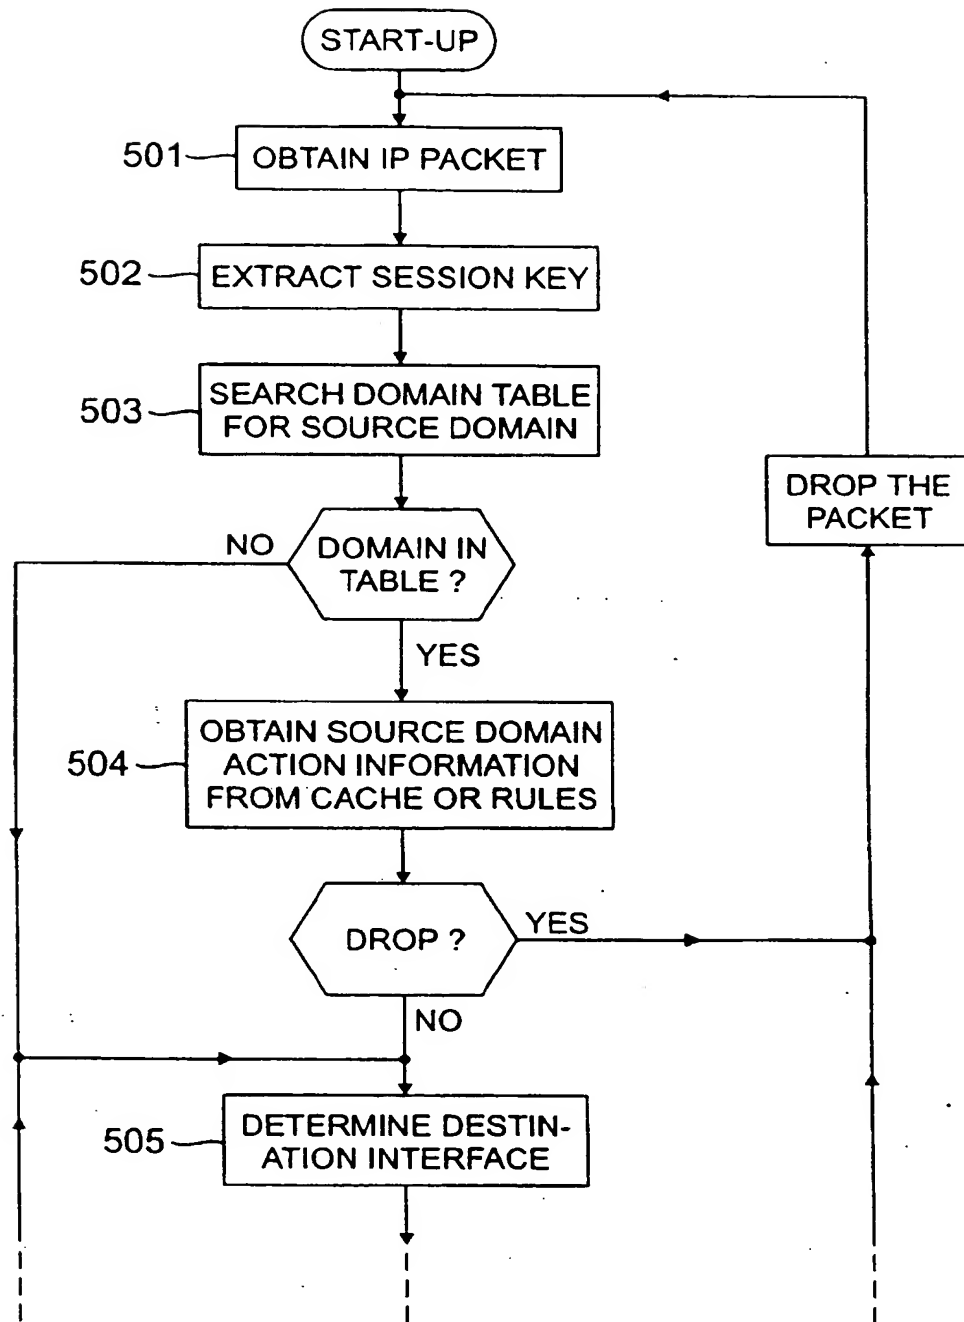 START-UP
501
OBTAIN IP PACKET
502
EXTRACT SESSION KEY
503
SEARCH DOMAIN TABLE
FOR SOURCE DOMAIN
DROP THE
PACKET
NO
DOMAIN IN
TABLE ?
YES
504
OBTAIN SOURCE DOMAIN
ACTION INFORMATION
FROM CACHE OR RULES
DROP ?
YES
NO
505
DETERMINE DESTIN-
ATION INTERFACE